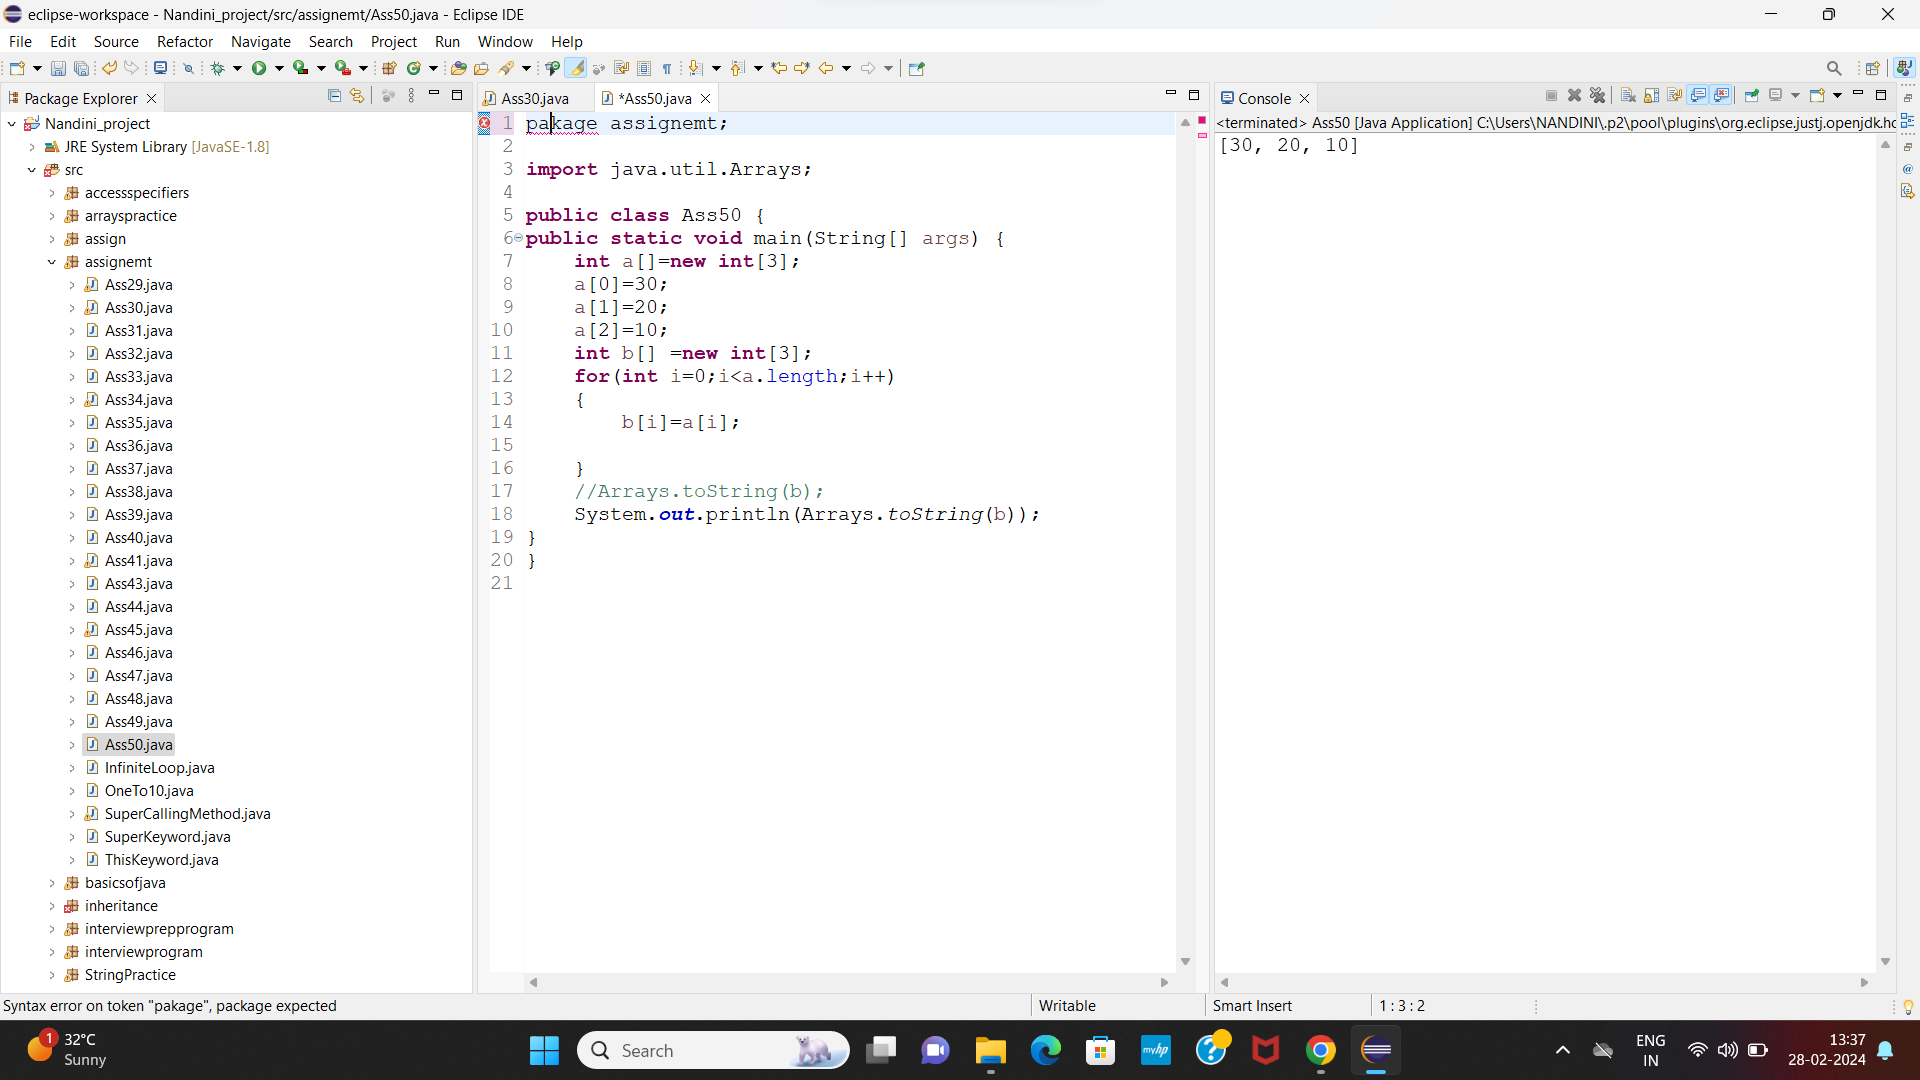 eclipse-workspace - Nandini_project/src/assignemt/Ass50.java - Eclipse IDE
File Edit Source Refactor Navigate Search Project Run Window Help
Package Explorer
Nandini_project
JRE System Library [JavaSE-1.8]
src
accessspecifiers
arrayspractice
assign
assignemt
Ass29.java
Ass30.java
Ass31.java
Ass32.java
Ass33.java
Ass34.java
Ass35.java
Ass36.java
Ass37.java
Ass38.java
Ass39.java
Ass40.java
Ass41.java
Ass43.java
Ass44.java
Ass45.java
Ass46.java
Ass47.java
Ass48.java
Ass49.java
Ass50.java
InfiniteLoop.java
OneTo10.java
SuperCallingMethod.java
SuperKeyword.java
ThisKeyword.java
basicsofjava
inheritance
interviewprepprogram
interviewprogram
StringPractice
Ass30.java *Ass50.java
1 pakage assignemt;
2
3 import java.util.Arrays;
4
5 public class Ass50 {
6 public static void main(String[] args) {
7 int a[]=new int[3];
8 a[0]=30;
9 a[1]=20;
10 a[2]=10;
11 int b[] =new int[3];
12 for(int i=0;i<a.length;i++)
13 {
14 b[i]=a[i];
15
16 }
17 //Arrays.toString(b);
18 System.out.println(Arrays.toString(b));
19 }
20 }
21
Console
<terminated> Ass50 [Java Application] C:\Users\NANDINI\.p2\pool\plugins\org.eclipse.justj.openjdk.hc
[30, 20, 10]
Syntax error on token "pakage", package expected
Writable
Smart Insert
1 : 3 : 2
1
32°C
Sunny
Search
myhp
ENG
IN
13:37
28-02-2024